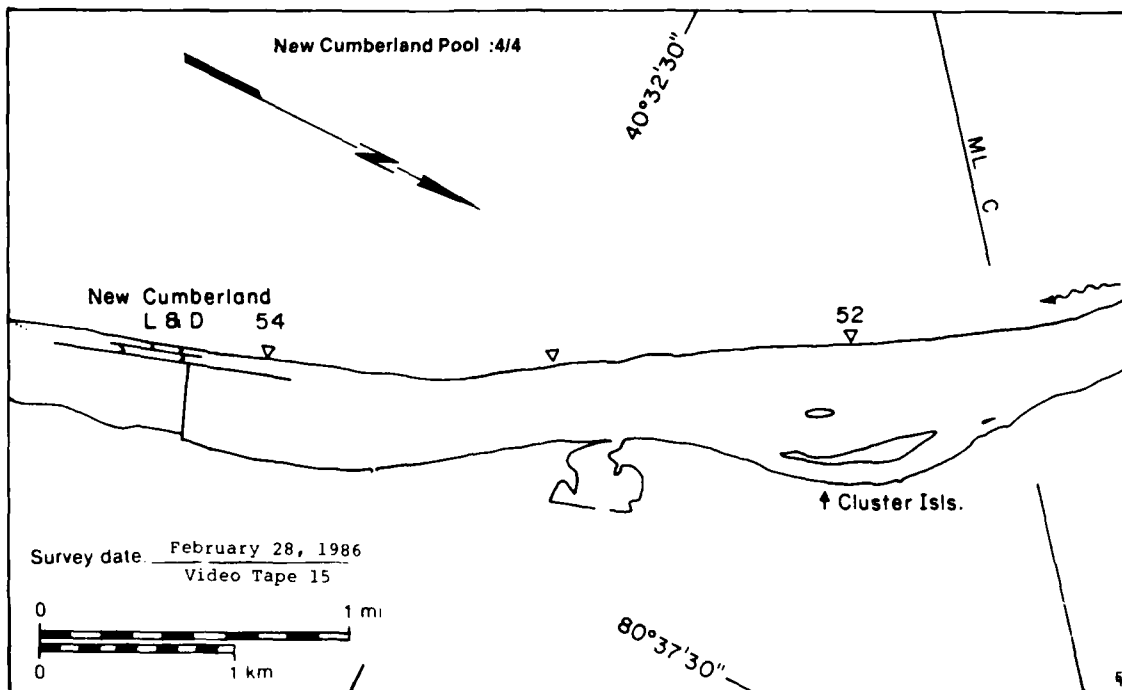 New Cumberland Pool :4/4
40°32'30"
N
ML C
New Cumberland
L & D 54
52
Cluster Isls.
Survey date. February 28, 1986
Video Tape 15
0 1 mi
0 1 km
80°37'30"